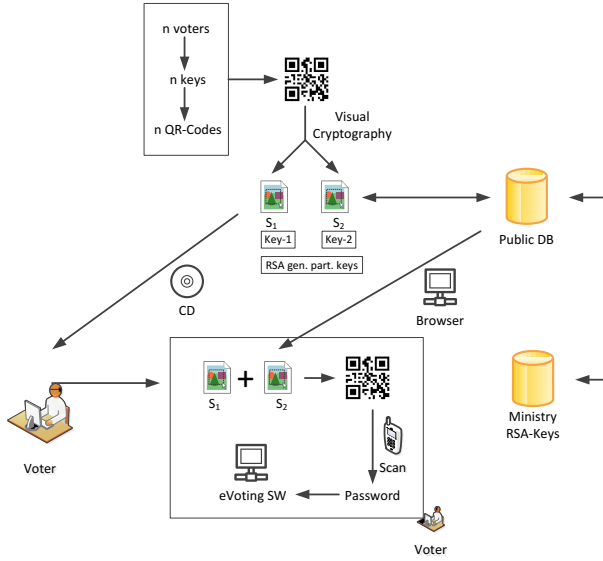 n voters
n keys
n QR-Codes
Visual
Cryptography
S1
S2
Key-1
Key-2
RSA gen. part. keys
Public DB
CD
Browser
S1
+
S2
Ministry
RSA-Keys
Voter
Scan
eVoting SW
Password
Voter